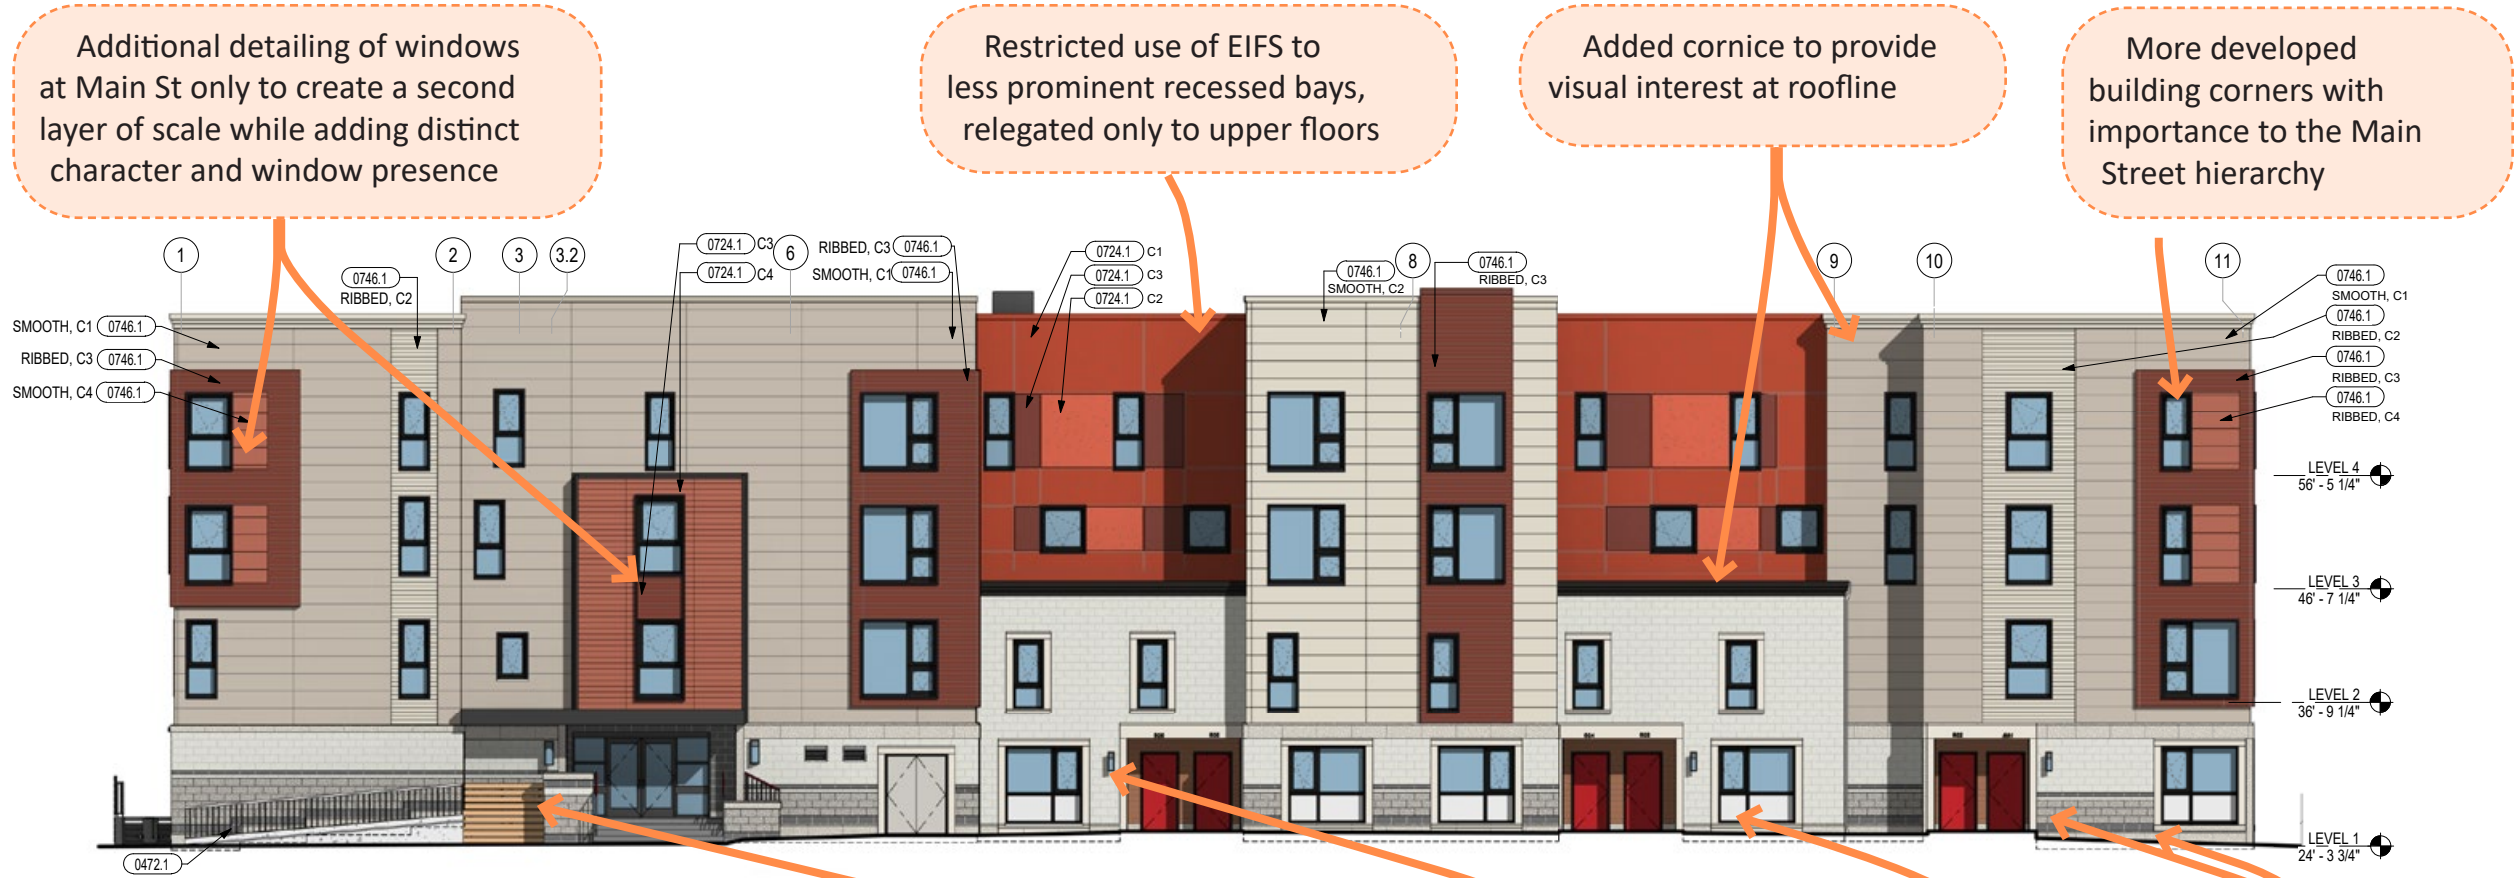 Additional detailing of windows
at Main St only to create a second
layer of scale while adding distinct
character and window presence
Restricted use of EIFS to
less prominent recessed bays,
relegated only to upper floors
Added cornice to provide
visual interest at roofline
More developed
building corners with
importance to the Main
Street hierarchy
1
2
3
3.2
6
8
9
10
11
0746.1
RIBBED, C2
SMOOTH, C1 0746.1
RIBBED, C3 0746.1
SMOOTH, C4 0746.1
0724.1 C3
0724.1 C4
RIBBED, C3 0746.1
SMOOTH, C1 0746.1
0724.1 C1
0724.1 C3
0724.1 C2
0746.1
SMOOTH, C2
0746.1
RIBBED, C3
0746.1
SMOOTH, C1
0746.1
RIBBED, C2
0746.1
RIBBED, C3
0746.1
RIBBED, C4
LEVEL 4
56' - 5 1/4"
LEVEL 3
46' - 7 1/4"
LEVEL 2
36' - 9 1/4"
LEVEL 1
24' - 3 3/4"
0472.1